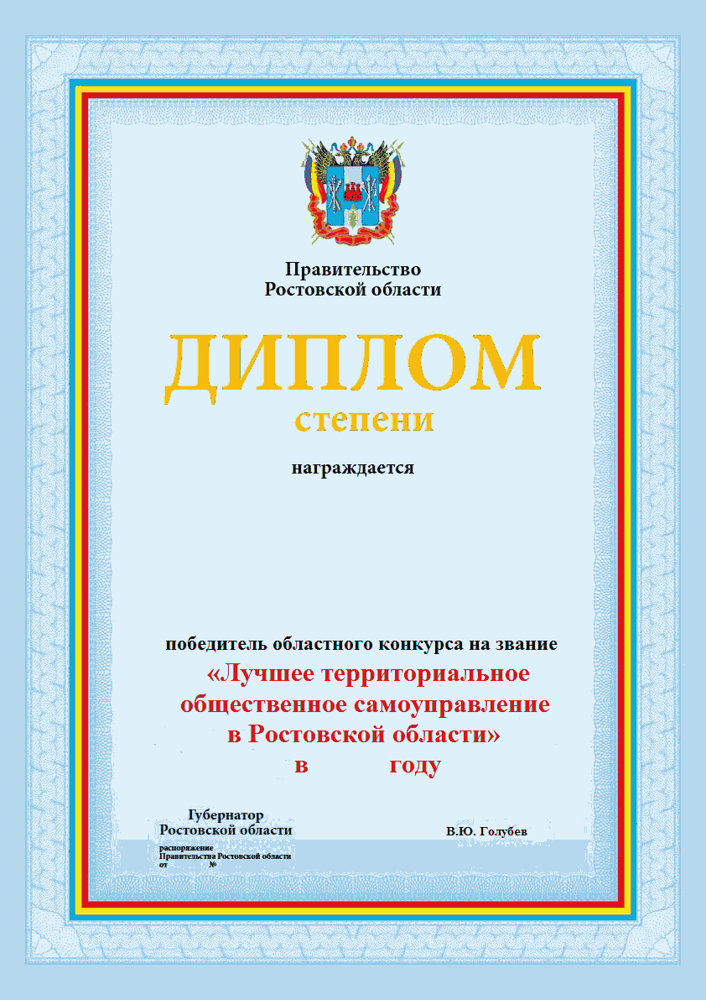 Правительство
Ростовской области
ДИПЛОМ
степени
награждается
победитель областного конкурса на звание
«Лучшее территориальное
общественное самоуправление
в Ростовской области»
в году
Губернатор
Ростовской области
В.Ю. Голубев
распоряжение
Правительства Ростовской области
от №